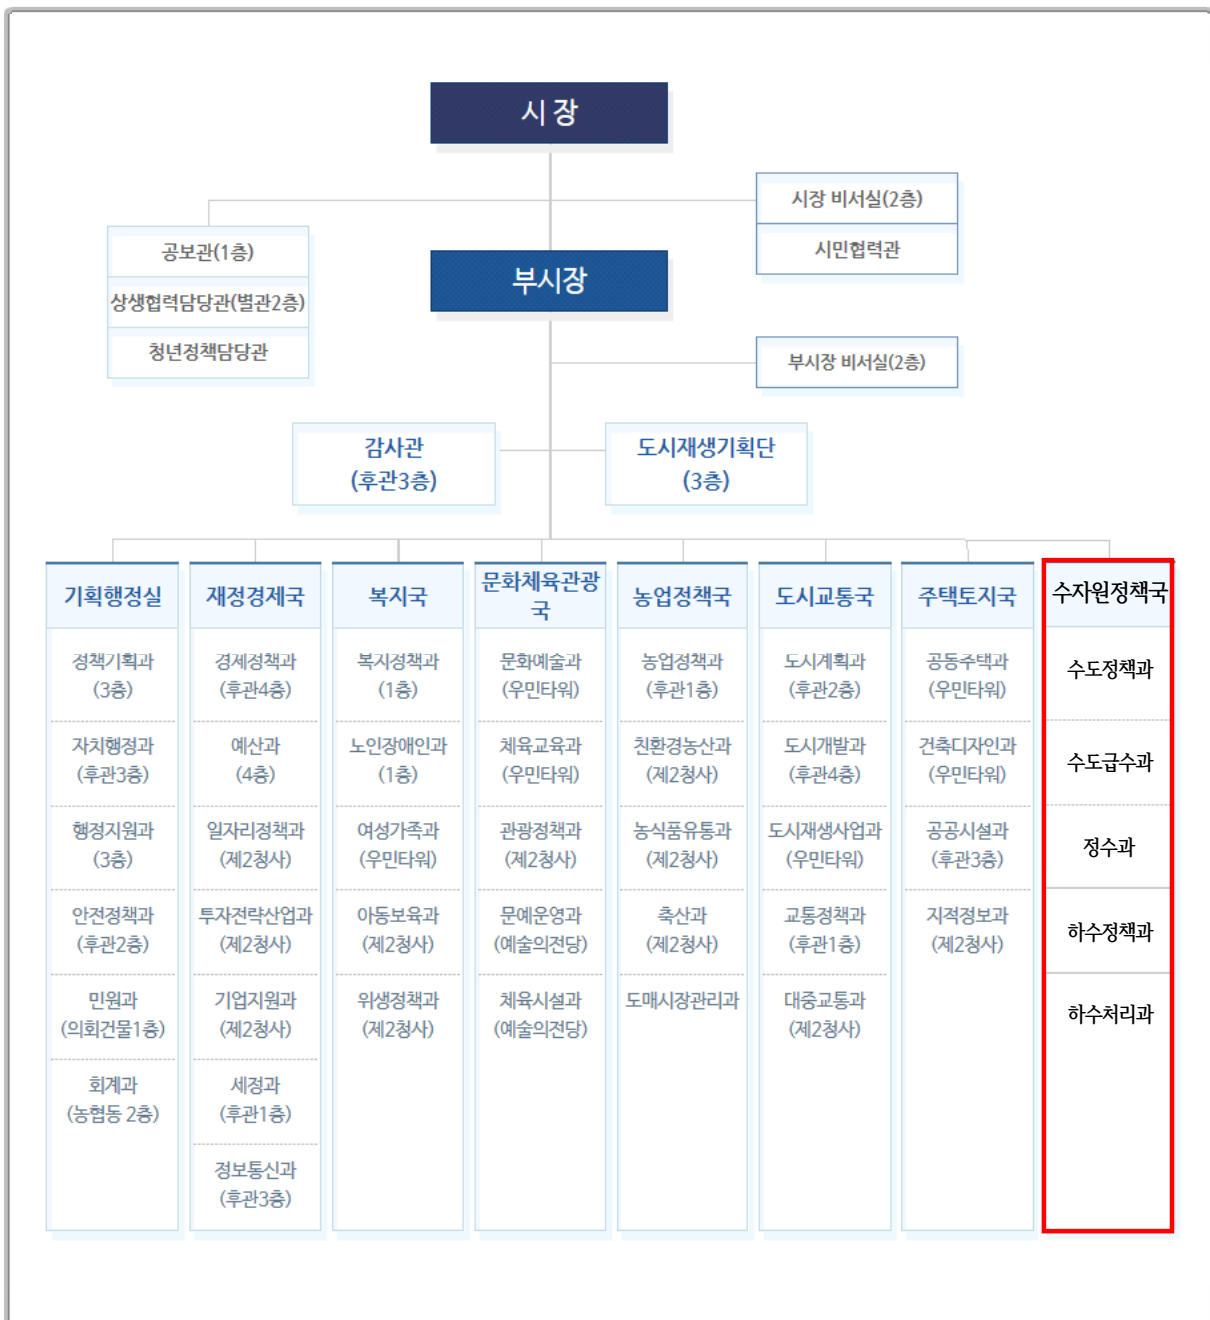 시 장
시장 비서실(2층)
시민협력관
공보관(1층)
상생협력담당관(별관2층)
청년정책담당관
부시장
부시장 비서실(2층)
감사관
(후관3층)
도시재생기획단
(3층)
기획행정실
정책기획과
(3층)
자치행정과
(후관3층)
행정지원과
(3층)
안전정책과
(후관2층)
민원과
(의회건물1층)
회계과
(농협동 2층)
재정경제국
경제정책과
(후관4층)
예산과
(4층)
일자리정책과
(제2청사)
투자전략산업과
(제2청사)
기업지원과
(제2청사)
세정과
(후관1층)
정보통신과
(후관3층)
복지국
복지정책과
(1층)
노인장애인과
(1층)
여성가족과
(우민타워)
아동보육과
(제2청사)
위생정책과
(제2청사)
문화체육관광
국
문화예술과
(우민타워)
체육교육과
(우민타워)
관광정책과
(제2청사)
문예운영과
(예술의전당)
체육시설과
(예술의전당)
농업정책국
농업정책과
(후관1층)
친환경농산과
(제2청사)
농식품유통과
(제2청사)
축산과
(제2청사)
도매시장관리과
도시교통국
도시계획과
(후관2층)
도시개발과
(후관4층)
도시재생사업과
(우민타워)
교통정책과
(후관1층)
대중교통과
(제2청사)
주택토지국
공동주택과
(우민타워)
건축디자인과
(우민타워)
공공시설과
(후관3층)
지적정보과
(제2청사)
수자원정책국
수도정책과
수도급수과
정수과
하수정책과
하수처리과